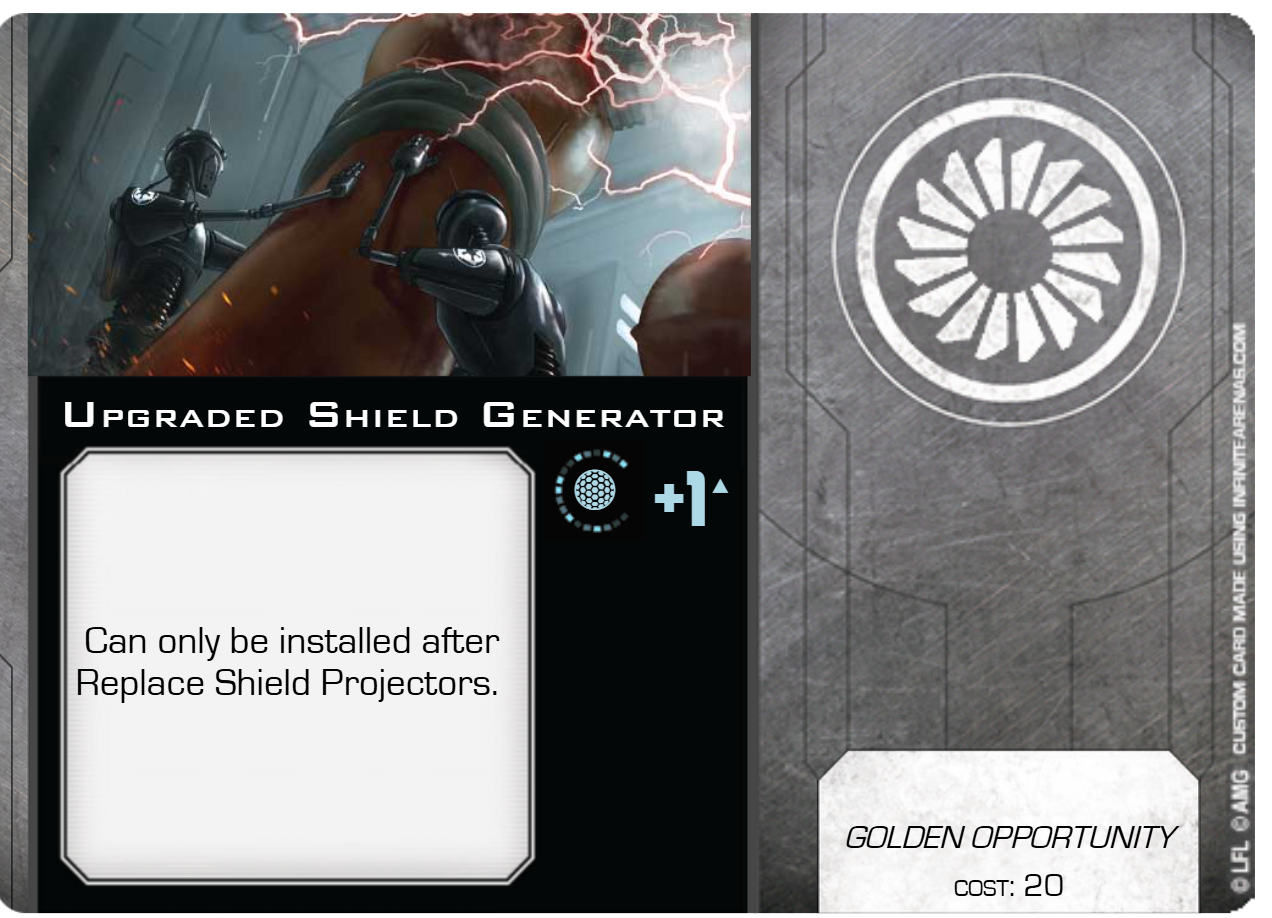 Upgraded Shield Generator
+1
Can only be installed after
Replace Shield Projectors.
GOLDEN OPPORTUNITY
COST: 20
© LFL © AMG CUSTOM CARD MADE USING INFINITEARENAS.COM